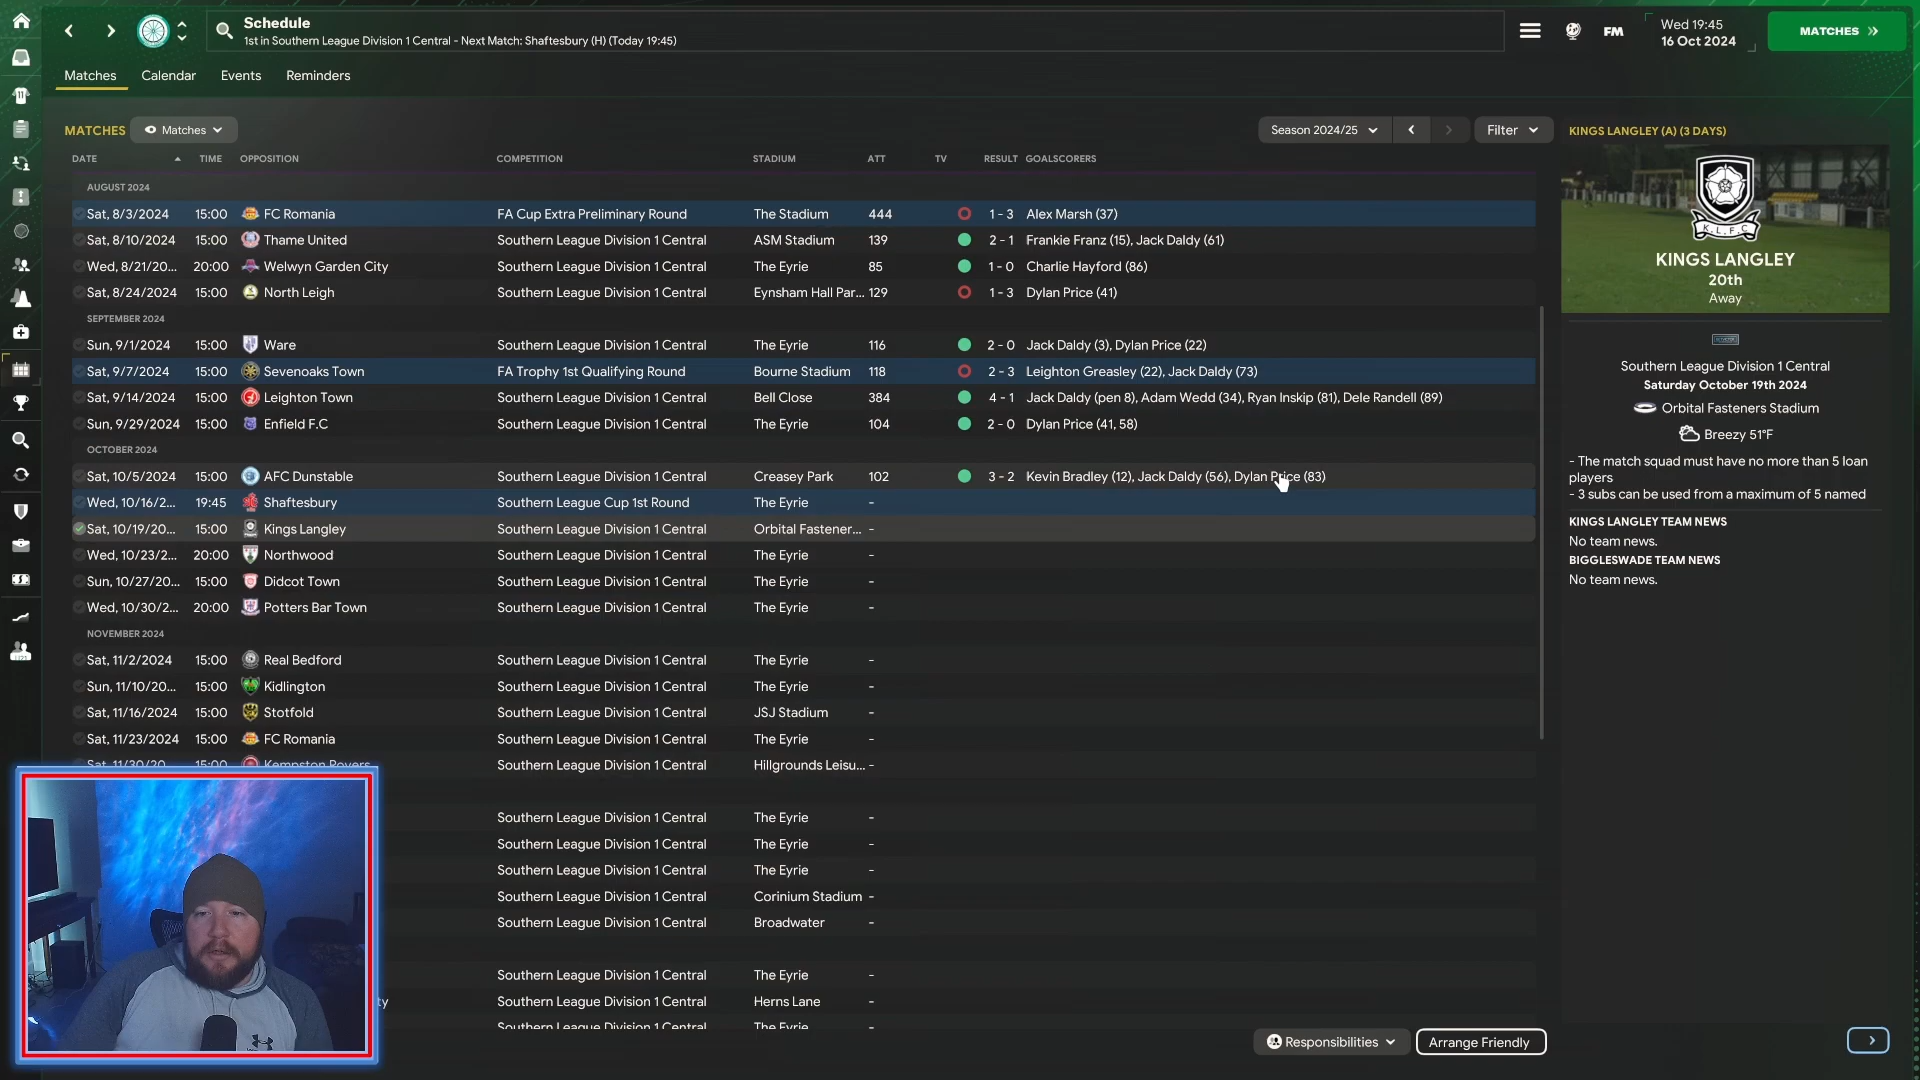 Schedule
1st in Southern League Division 1 Central - Next Match: Shaftesbury (H) (Today 19:45)
FM
Wed 19:45
16 Oct 2024
MATCHES
Matches Calendar Events Reminders
MATCHES Matches
Season 2024/25
Filter
DATE TIME OPPOSITION COMPETITION STADIUM ATT TV RESULT GOALSCORERS
AUGUST 2024
Sat, 8/3/2024 15:00 FC Romania FA Cup Extra Preliminary Round The Stadium 444 1 - 3 Alex Marsh (37)
Sat, 8/10/2024 15:00 Thame United Southern League Division 1 Central ASM Stadium 139 2 - 1 Frankie Franz (15), Jack Daldy (61)
Wed, 8/21/20... 20:00 Welwyn Garden City Southern League Division 1 Central The Eyrie 85 1 - 0 Charlie Hayford (86)
Sat, 8/24/2024 15:00 North Leigh Southern League Division 1 Central Eynsham Hall Par... 129 1 - 3 Dylan Price (41)
SEPTEMBER 2024
Sun, 9/1/2024 15:00 Ware Southern League Division 1 Central The Eyrie 116 2 - 0 Jack Daldy (3), Dylan Price (22)
Sat, 9/7/2024 15:00 Sevenoaks Town FA Trophy 1st Qualifying Round Bourne Stadium 118 2 - 3 Leighton Greasley (22), Jack Daldy (73)
Sat, 9/14/2024 15:00 Leighton Town Southern League Division 1 Central Bell Close 384 4 - 1 Jack Daldy (pen 8), Adam Wedd (34), Ryan Inskip (81), Dele Randell (89)
Sun, 9/29/2024 15:00 Enfield F.C Southern League Division 1 Central The Eyrie 104 2 - 0 Dylan Price (41, 58)
OCTOBER 2024
Sat, 10/5/2024 15:00 AFC Dunstable Southern League Division 1 Central Creasey Park 102 3 - 2 Kevin Bradley (12), Jack Daldy (56), Dylan Price (83)
Wed, 10/16/2... 19:45 Shaftesbury Southern League Cup 1st Round The Eyrie -
Sat, 10/19/20... 15:00 Kings Langley Southern League Division 1 Central Orbital Fastener... -
Wed, 10/23/2... 20:00 Northwood Southern League Division 1 Central The Eyrie -
Sun, 10/27/20... 15:00 Didcot Town Southern League Division 1 Central The Eyrie -
Wed, 10/30/2... 20:00 Potters Bar Town Southern League Division 1 Central The Eyrie -
NOVEMBER 2024
Sat, 11/2/2024 15:00 Real Bedford Southern League Division 1 Central The Eyrie -
Sun, 11/10/20... 15:00 Kidlington Southern League Division 1 Central The Eyrie -
Sat, 11/16/2024 15:00 Stotfold Southern League Division 1 Central JSJ Stadium -
Sat, 11/23/2024 15:00 FC Romania Southern League Division 1 Central The Eyrie -
Sat, 11/30/20... 15:00 Kempston Rovers Southern League Division 1 Central Hillgrounds Leisu... -
Southern League Division 1 Central The Eyrie -
Southern League Division 1 Central The Eyrie -
Southern League Division 1 Central The Eyrie -
Southern League Division 1 Central Corinium Stadium -
Southern League Division 1 Central Broadwater -
Southern League Division 1 Central The Eyrie -
ty Southern League Division 1 Central Herns Lane -
Southern League Division 1 Central The Eyrie -
Responsibilities
Arrange Friendly
KINGS LANGLEY (A) (3 DAYS)
K.L.F.C
KINGS LANGLEY
20th
Away
Southern League Division 1 Central
Saturday October 19th 2024
Orbital Fasteners Stadium
Breezy 51°F
- The match squad must have no more than 5 loan
players
- 3 subs can be used from a maximum of 5 named
KINGS LANGLEY TEAM NEWS
No team news.
BIGGLESWADE TEAM NEWS
No team news.